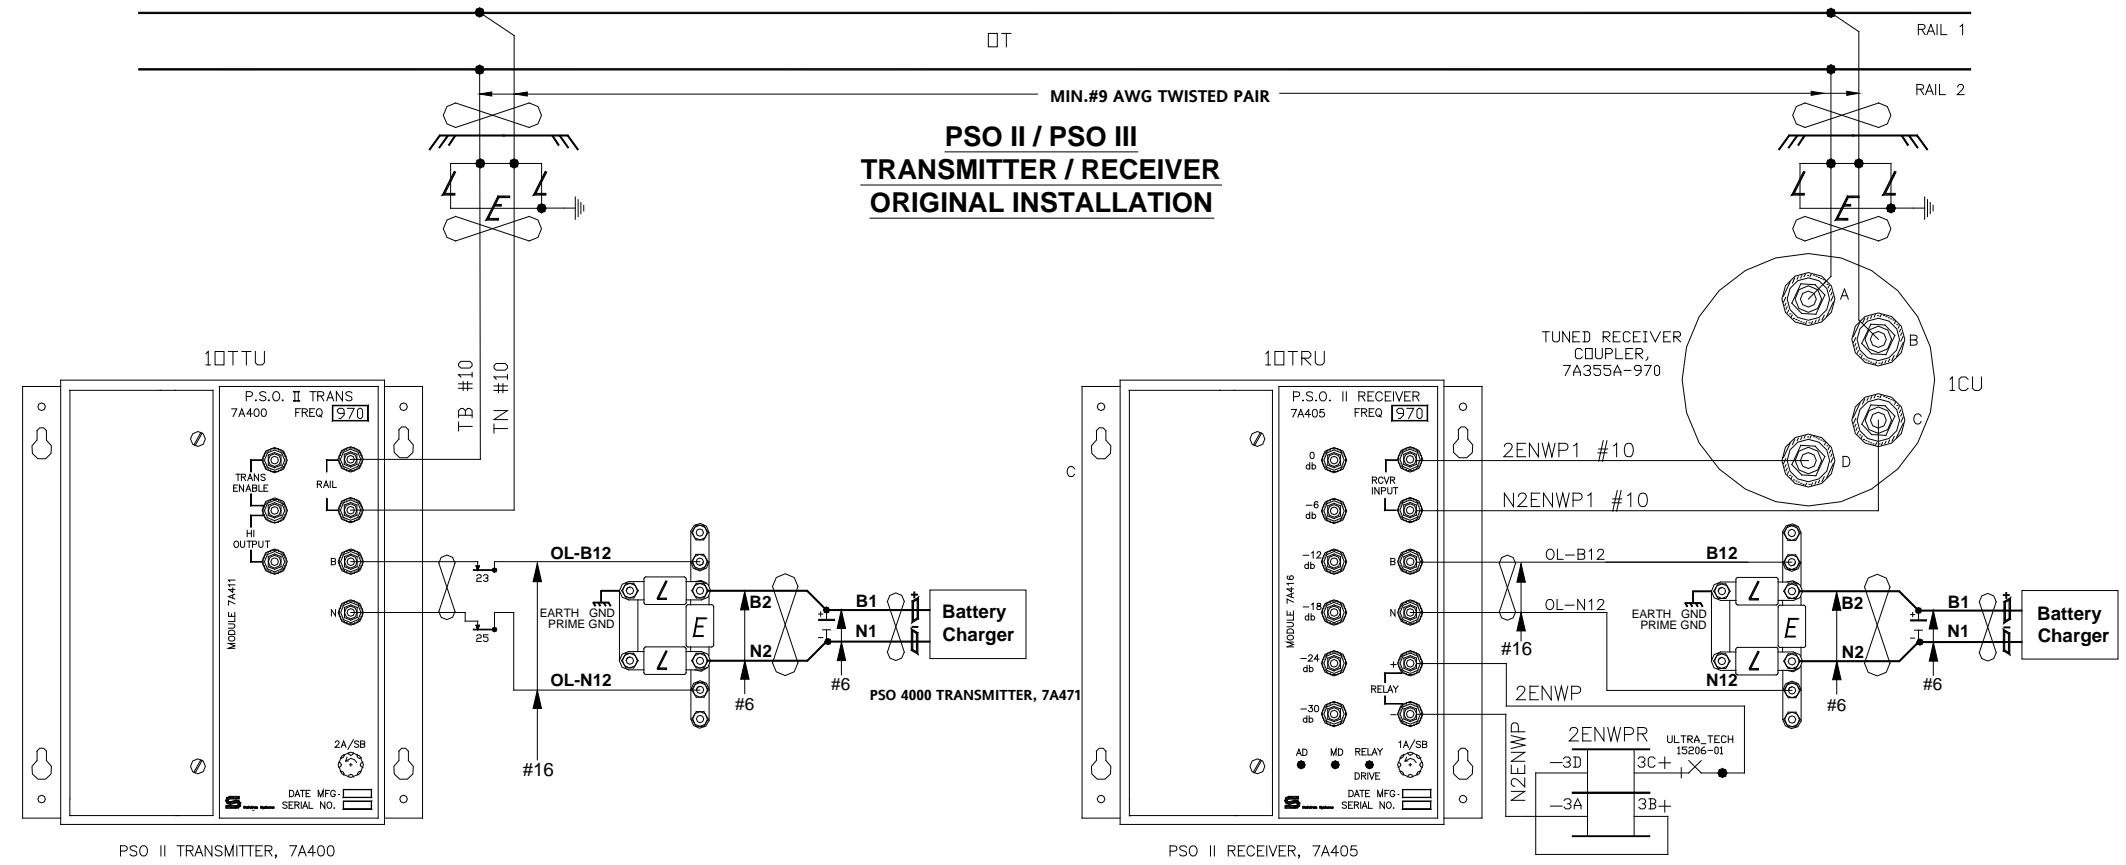 RAIL 1
OT
RAIL 2
MIN.#9 AWG TWISTED PAIR
PSO II / PSO III
TRANSMITTER / RECEIVER
ORIGINAL INSTALLATION
1OTTU
TB #10
TN #10
P.S.O. II TRANS
7A400 FREQ 970
TRANS
ENABLE
RAIL
HI
OUTPUT
B
N
MODULE 7A411
2A/SB
DATE MFG-
SERIAL NO.
PSO II TRANSMITTER, 7A400
23
25
OL-B12
OL-N12
#16
EARTH GND
PRIME GND
L
E
L
B2
N2
#6
+
-
B1
N1
#6
+
-
Battery
Charger
PSO 4000 TRANSMITTER, 7A471
1OTRU
C
P.S.O. II RECEIVER
7A405 FREQ 970
0
db
-6
db
-12
db
-18
db
-24
db
-30
db
RCVR
INPUT
B
N
+
RELAY
-
MODULE 7A416
AD MD RELAY
DRIVE
1A/SB
DATE MFG-
SERIAL NO.
PSO II RECEIVER, 7A405
TUNED RECEIVER
COUPLER,
7A355A-970
1CU
A
B
C
D
2ENWP1 #10
N2ENWP1 #10
OL-B12
B12
OL-N12
N12
#16
2ENWP
N2ENWP
EARTH GND
PRIME GND
L
E
L
B2
N2
#6
+
-
B1
N1
#6
+
-
Battery
Charger
2ENWPR
ULTRA_TECH
15206-01
-3D 3C+
-3A 3B+